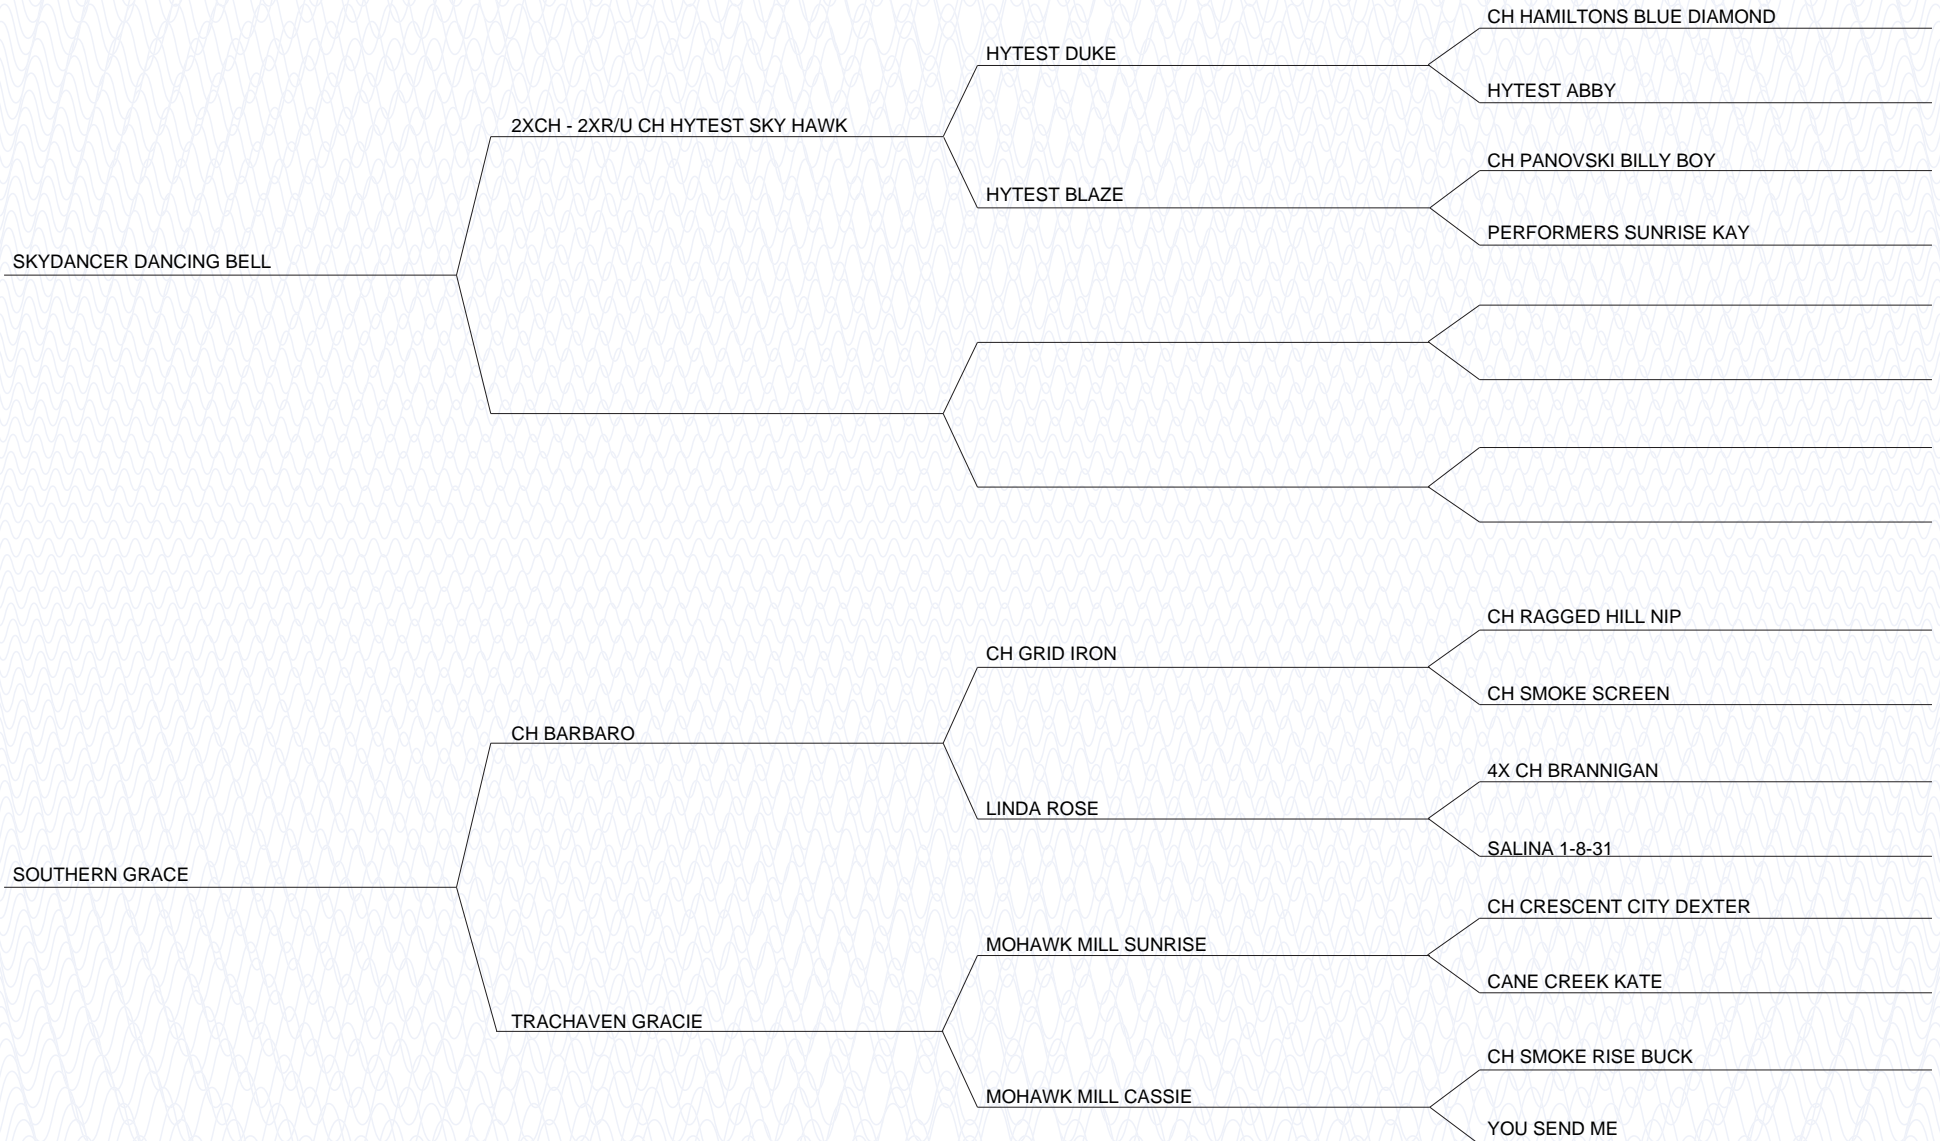 CH HAMILTONS BLUE DIAMOND
HYTEST DUKE
HYTEST ABBY
2XCH - 2XR/U CH HYTEST SKY HAWK
CH PANOVSKI BILLY BOY
HYTEST BLAZE
PERFORMERS SUNRISE KAY
SKYDANCER DANCING BELL
CH RAGGED HILL NIP
CH GRID IRON
CH SMOKE SCREEN
CH BARBARO
4X CH BRANNIGAN
LINDA ROSE
SALINA 1-8-31
SOUTHERN GRACE
CH CRESCENT CITY DEXTER
MOHAWK MILL SUNRISE
CANE CREEK KATE
TRACHAVEN GRACIE
CH SMOKE RISE BUCK
MOHAWK MILL CASSIE
YOU SEND ME